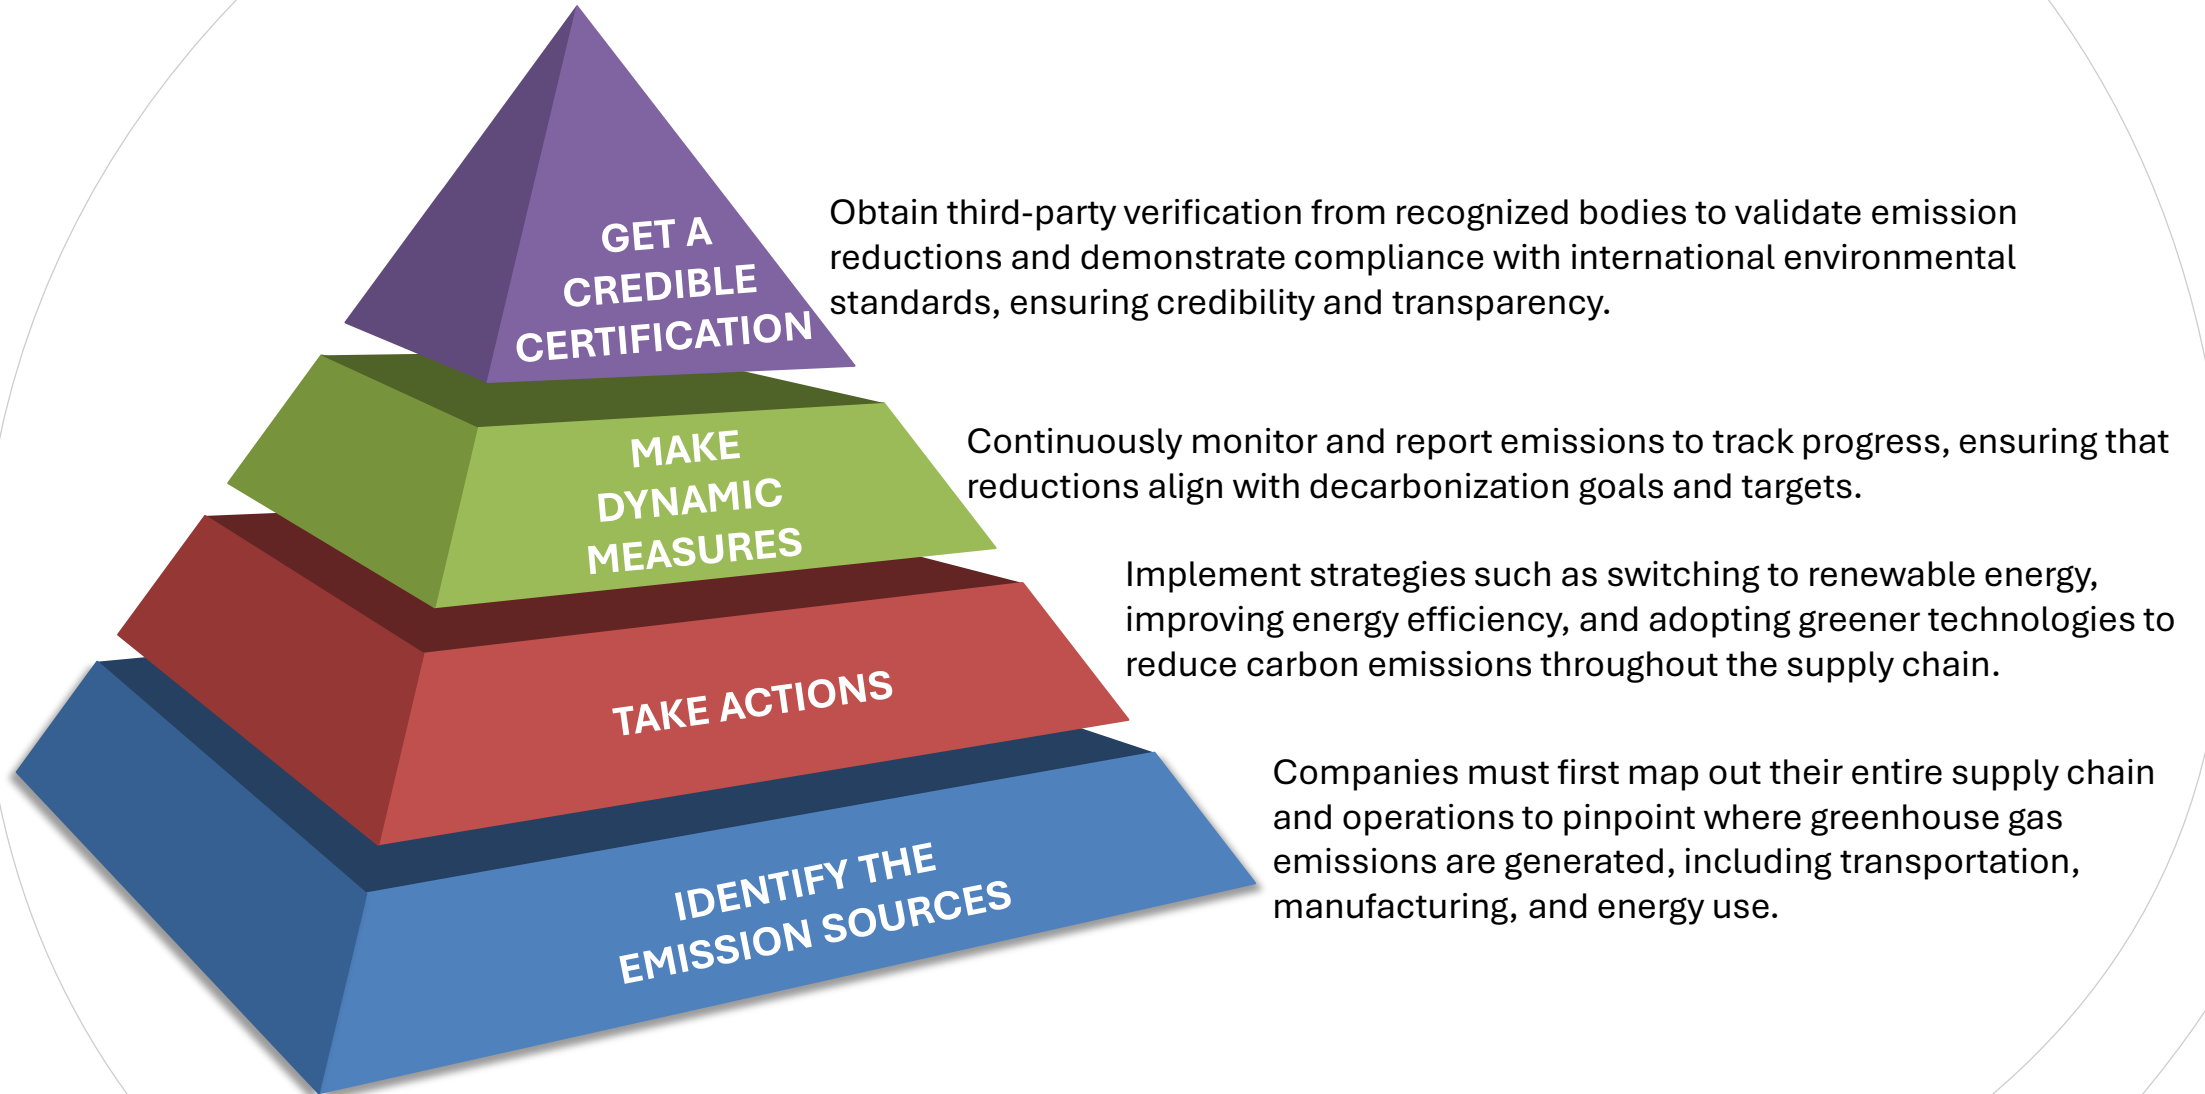 GET A
CREDIBLE
CERTIFICATION
Obtain third-party verification from recognized bodies to validate emission
reductions and demonstrate compliance with international environmental
standards, ensuring credibility and transparency.
MAKE
DYNAMIC
MEASURES
Continuously monitor and report emissions to track progress, ensuring that
reductions align with decarbonization goals and targets.
TAKE ACTIONS
Implement strategies such as switching to renewable energy,
improving energy efficiency, and adopting greener technologies to
reduce carbon emissions throughout the supply chain.
IDENTIFY THE
EMISSION SOURCES
Companies must first map out their entire supply chain
and operations to pinpoint where greenhouse gas
emissions are generated, including transportation,
manufacturing, and energy use.